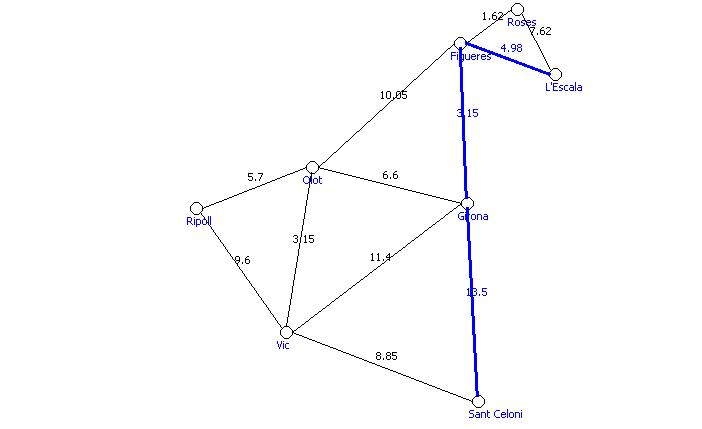 1.62
Roses
7.62
Figueres
4.98
L'Escala
10.05
3.15
5.7
Olot
6.6
Ripoll
Girona
3.15
9.6
11.4
13.5
Vic
8.85
Sant Celoni